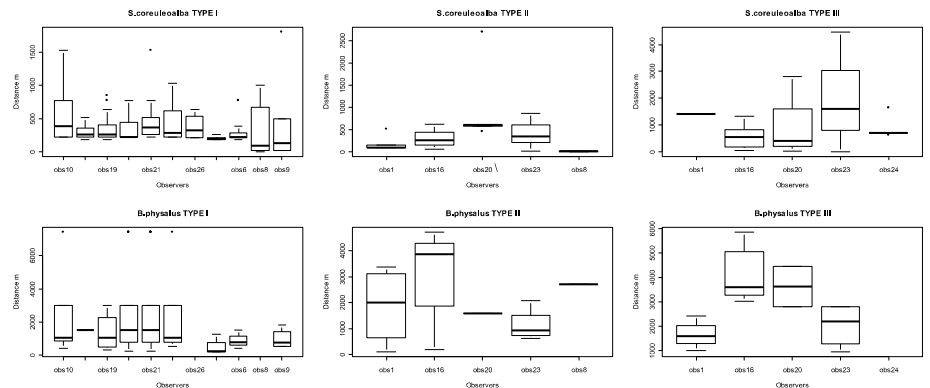 S.coreuleoalba TYPE I
S.coreuleoalba TYPE II
S.coreuleoalba TYPE III
Distance m
0 500 1000 1500
obs10 obs19 obs21 obs26 obs6 obs8 obs9
Observers
Distance m
0 500 1500 2000 2500
obs1 obs16 obs20 \ obs23 obs8
Observers
Distance m
0 1000 2000 3000 4000
obs1 obs16 obs20 obs23 obs24
Observers
B.physalus TYPE I
B.physalus TYPE II
B.physalus TYPE III
Distance m
0 2000 4000 6000
obs10 obs19 obs21 obs26 obs6 obs8 obs9
Observers
Distance m
0 1000 2000 3000 4000
obs1 obs16 obs20 obs23 obs8
Observers
Distance m
1000 2000 3000 4000 5000 6000
obs1 obs16 obs20 obs23 obs24
Observers